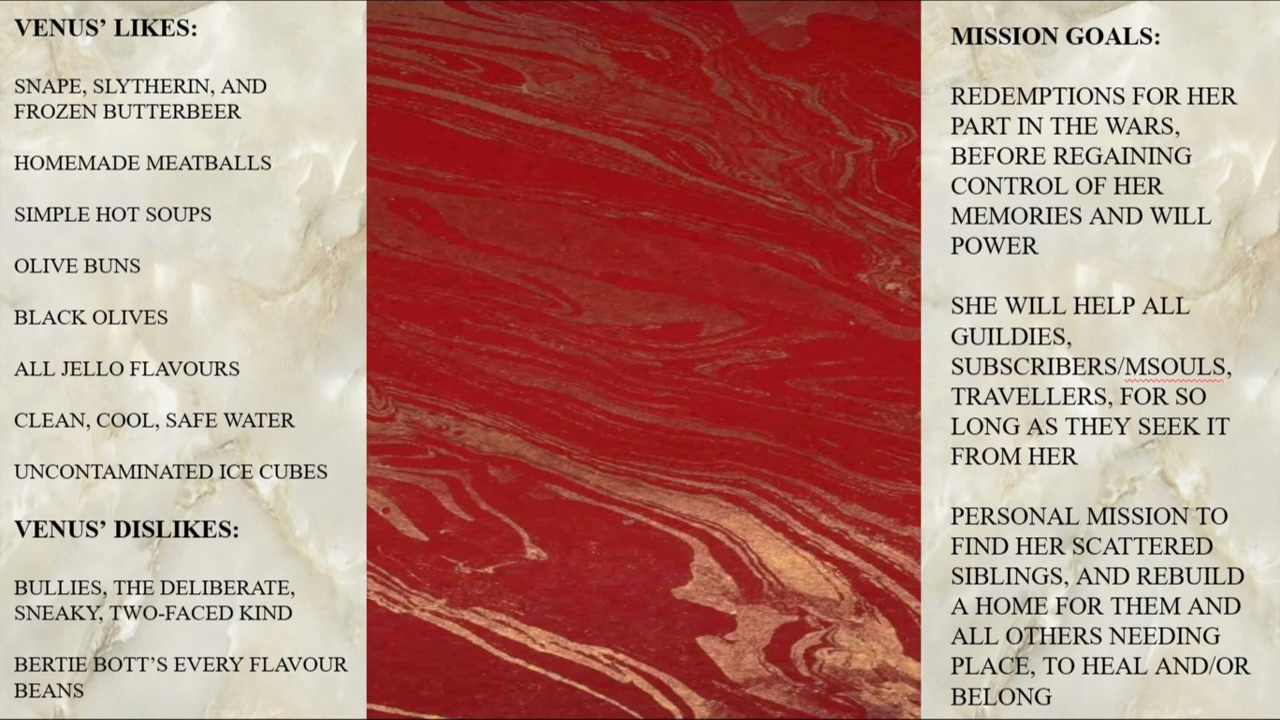 VENUS’ LIKES:
SNAPE, SLYTHERIN, AND
FROZEN BUTTERBEER
HOMEMADE MEATBALLS
SIMPLE HOT SOUPS
OLIVE BUNS
BLACK OLIVES
ALL JELLO FLAVOURS
CLEAN, COOL, SAFE WATER
UNCONTAMINATED ICE CUBES
VENUS’ DISLIKES:
BULLIES, THE DELIBERATE,
SNEAKY, TWO-FACED KIND
BERTIE BOTT’S EVERY FLAVOUR
BEANS
MISSION GOALS:
REDEMPTIONS FOR HER
PART IN THE WARS,
BEFORE REGAINING
CONTROL OF HER
MEMORIES AND WILL
POWER
SHE WILL HELP ALL
GUILDIES,
SUBSCRIBERS/MSOULS,
TRAVELLERS, FOR SO
LONG AS THEY SEEK IT
FROM HER
PERSONAL MISSION TO
FIND HER SCATTERED
SIBLINGS, AND REBUILD
A HOME FOR THEM AND
ALL OTHERS NEEDING
PLACE, TO HEAL AND/OR
BELONG